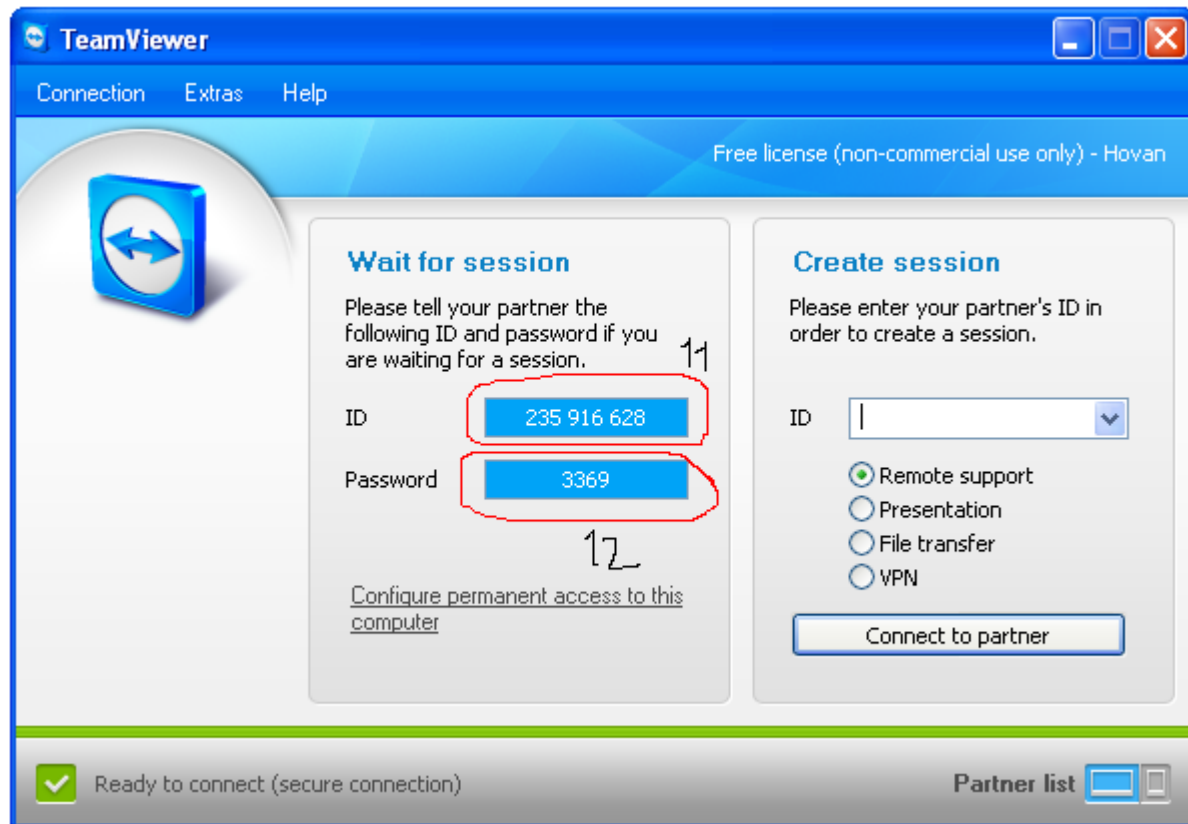 TeamViewer
Connection Extras Help
Free license (non-commercial use only) - Hovan
Wait for session
Please tell your partner the
following ID and password if you
are waiting for a session.
11
ID 235 916 628
Password 3369
12
Configure permanent access to this
computer
Create session
Please enter your partner's ID in
order to create a session.
ID
Remote support
Presentation
File transfer
VPN
Connect to partner
Ready to connect (secure connection)
Partner list